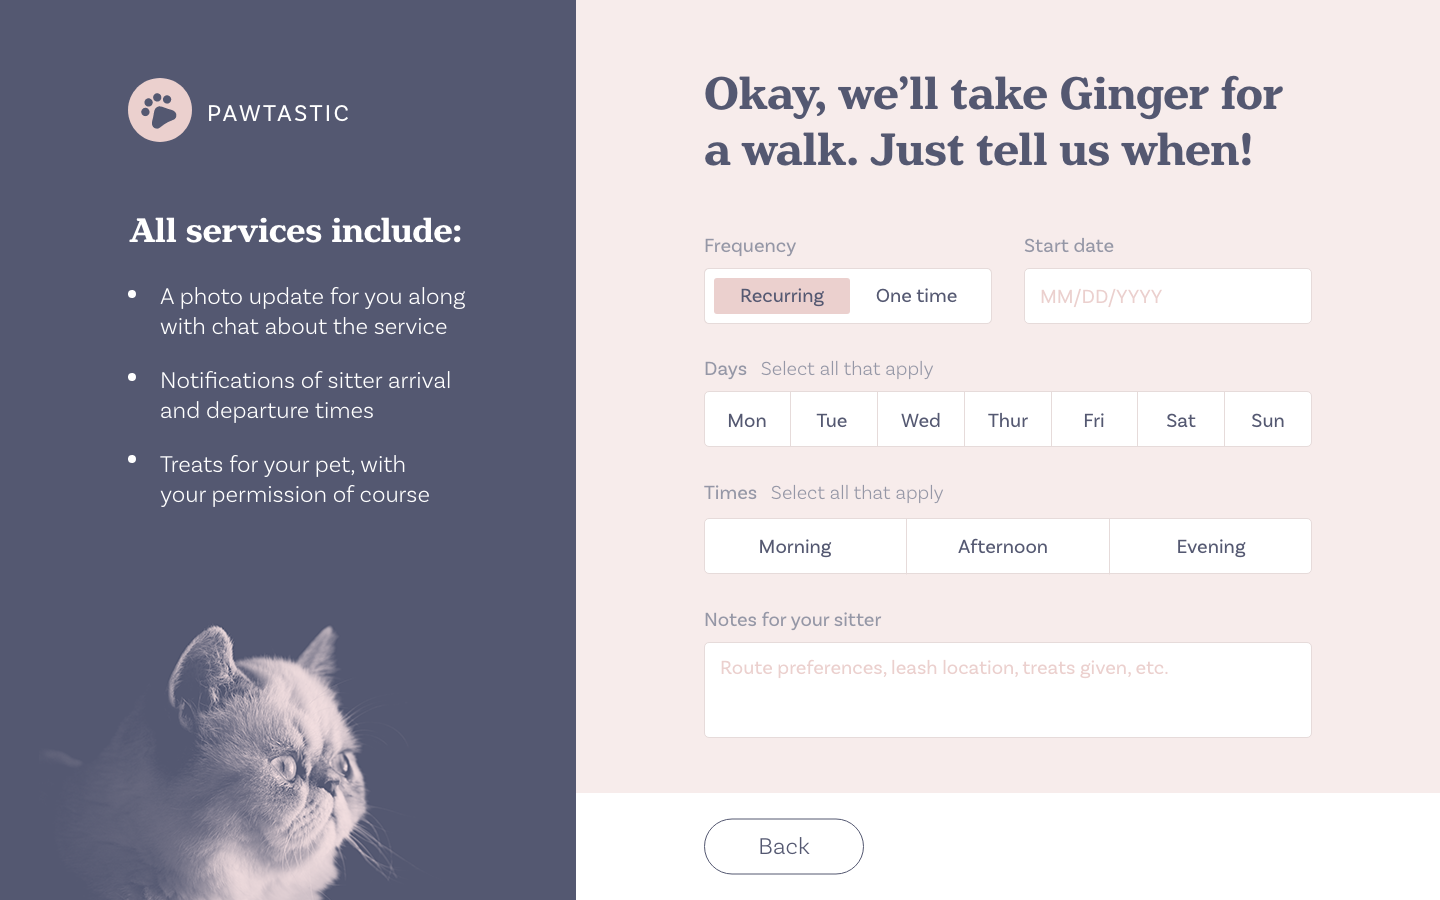 PAWTASTIC
All services include:
A photo update for you along
with chat about the service
Notifications of sitter arrival
and departure times
Treats for your pet, with
your permission of course
Okay, we’ll take Ginger for
a walk. Just tell us when!
Frequency
Recurring One time
Start date
MM/DD/YYYY
Days Select all that apply
Mon Tue Wed Thur Fri Sat Sun
Times Select all that apply
Morning Afternoon Evening
Notes for your sitter
Route preferences, leash location, treats given, etc.
Back